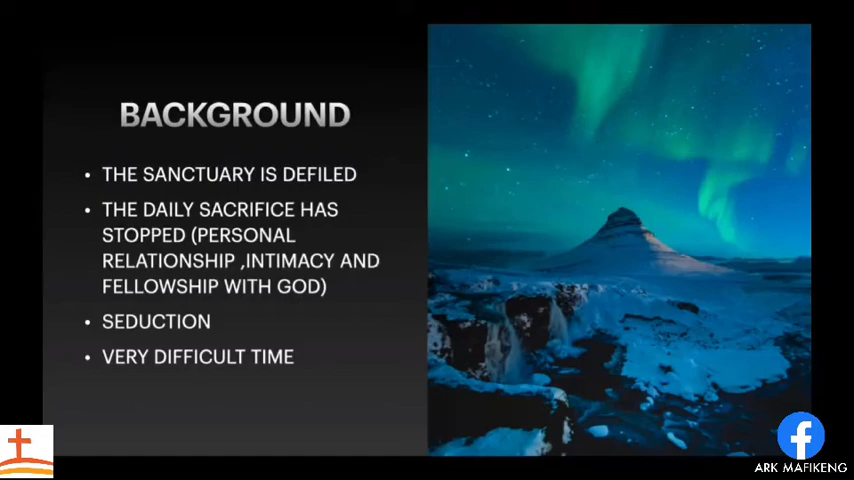 BACKGROUND
• THE SANCTUARY IS DEFILED
• THE DAILY SACRIFICE HAS
STOPPED (PERSONAL
RELATIONSHIP ,INTIMACY AND
FELLOWSHIP WITH GOD)
• SEDUCTION
• VERY DIFFICULT TIME
ARK MAFIKENG